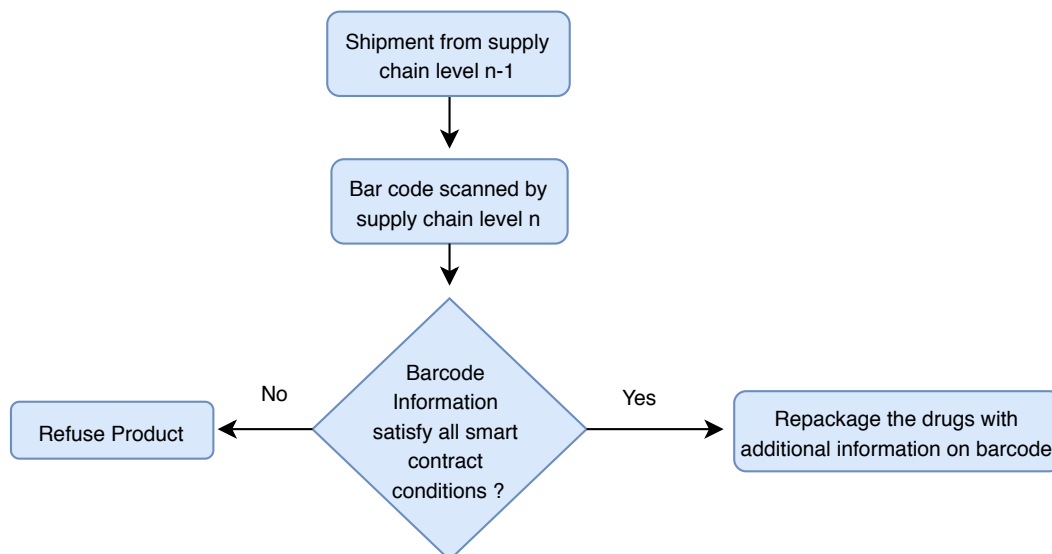 Shipment from supply
chain level n-1
Bar code scanned by
supply chain level n
Barcode
Information
satisfy all smart
contract
conditions ?
No
Yes
Refuse Product
Repackage the drugs with
additional information on barcode